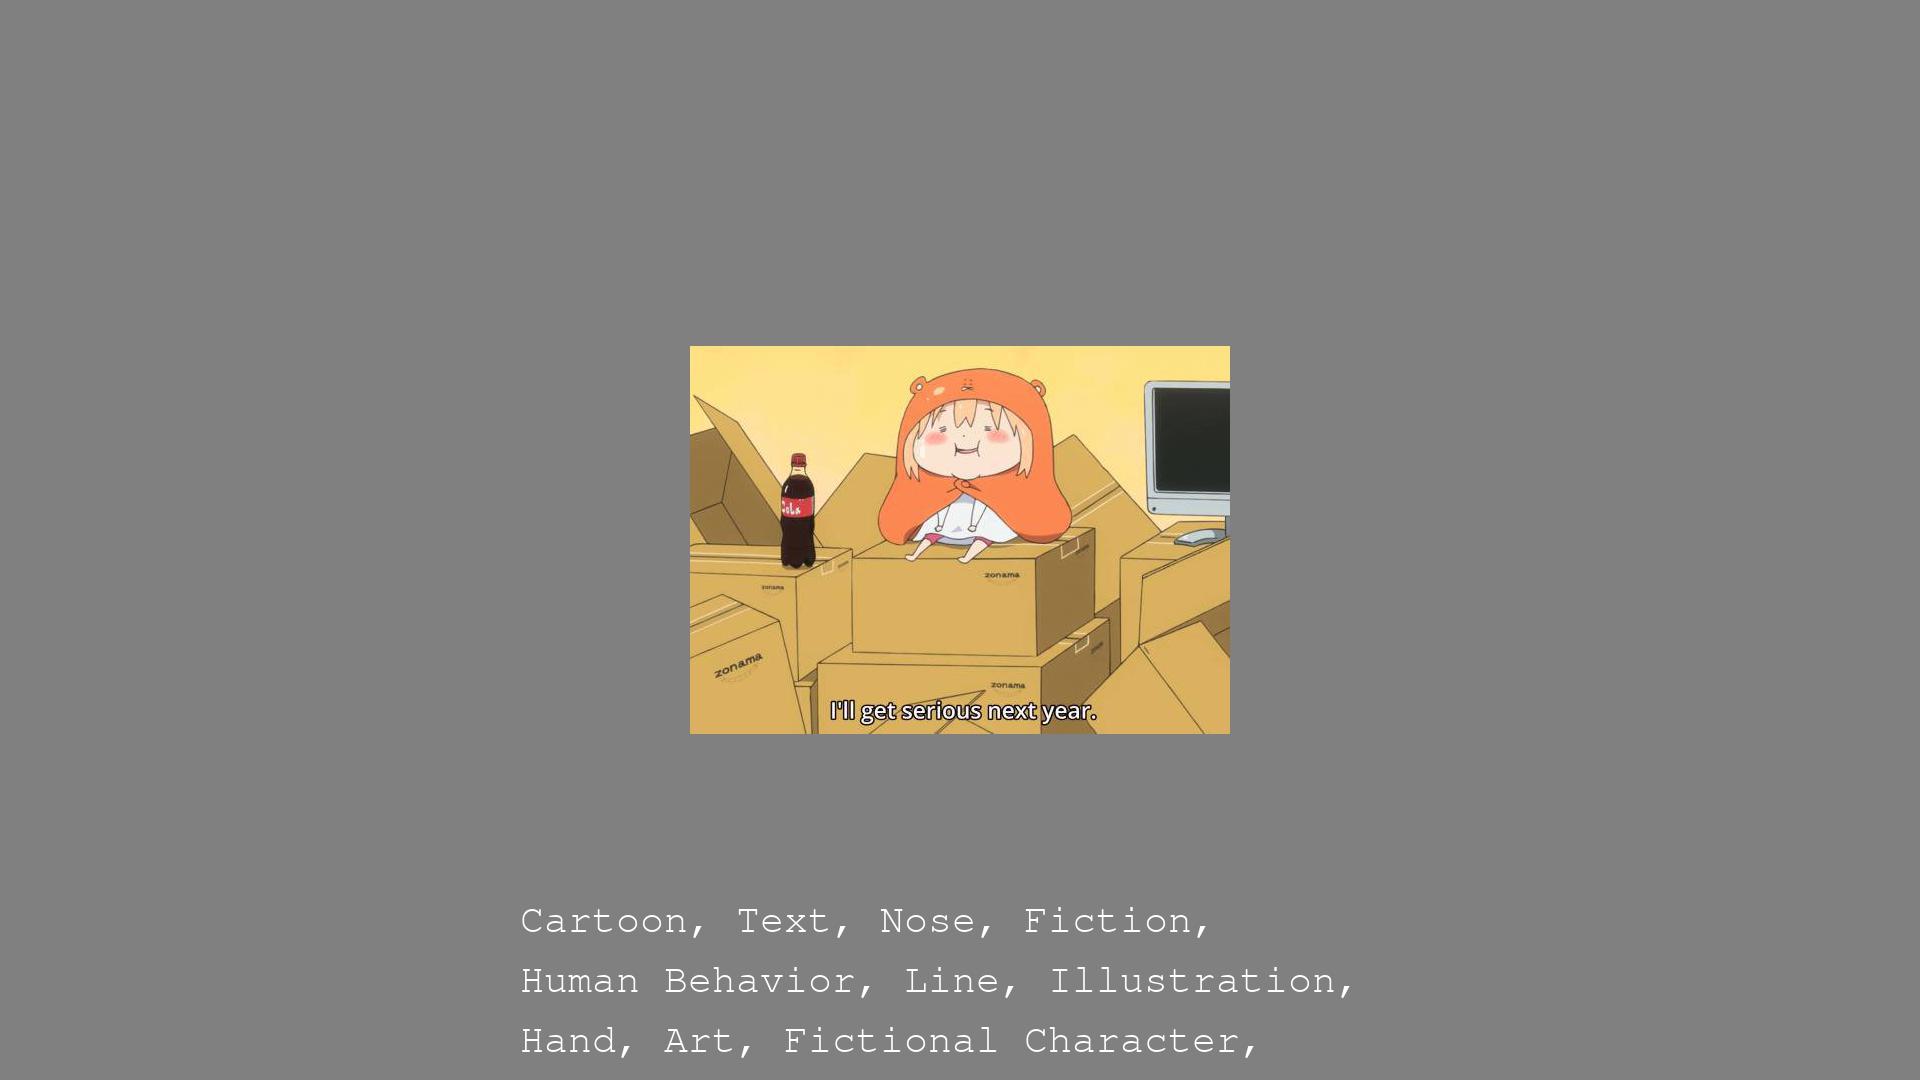 Cola
zonama
zonama
zonama
zonama
I'll get serious next year.
Cartoon, Text, Nose, Fiction,
Human Behavior, Line, Illustration,
Hand, Art, Fictional Character,